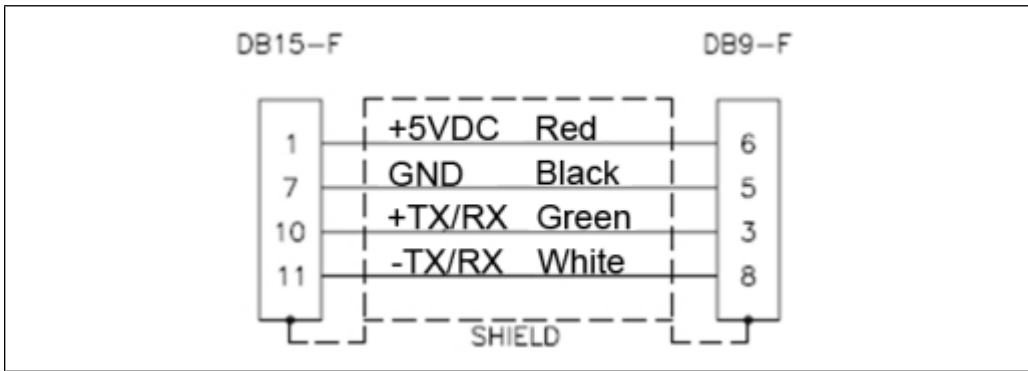 DB15-F DB9-F
1 +5VDC Red 6
7 GND Black 5
10 +TX/RX Green 3
11 -TX/RX White 8
SHIELD